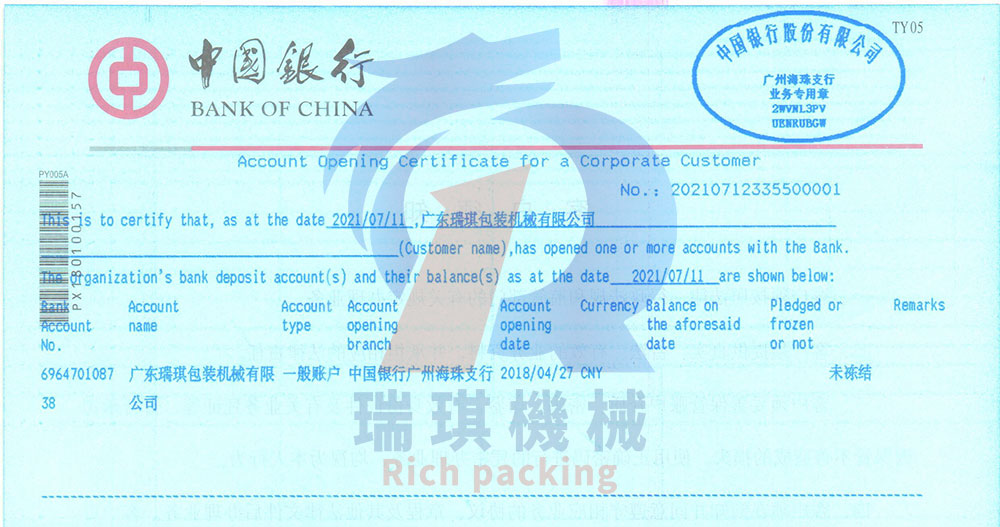 中國銀行
BANK OF CHINA
中国银行股份有限公司
广州海珠支行
业务专用章
2WVNL3PV
UENRUBGW
TY05
Account Opening Certificate for a Corporate Customer
No.: 20210712335500001
PY005A
PX180100157
This is to certify that, as at the date 2021/07/11 ,广东瑞琪包装机械有限公司
(Customer name),has opened one or more accounts with the Bank.
The organization's bank deposit account(s) and their balance(s) as at the date 2021/07/11 are shown below:
Bank Account Account Account Account Currency Balance on Pledged or Remarks
Account name type opening opening the aforesaid frozen
No. branch date date or not
6964701087 广东瑞琪包装机械有限 一般账户 中国银行广州海珠支行 2018/04/27 CNY 未冻结
38 公司
瑞琪機械
Rich packing